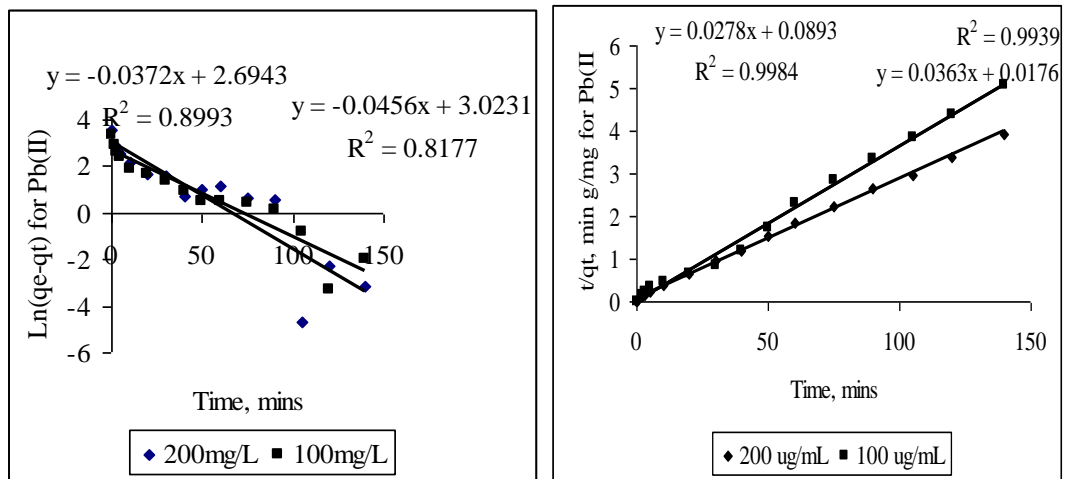 y = -0.0372x + 2.6943
R2 = 0.8993
y = -0.0456x + 3.0231
R2 = 0.8177
Ln(qe-qt) for Pb(II)
4
2
0
-2
-4
-6
0 50 100 150
Time, mins
200mg/L 100mg/L
y = 0.0278x + 0.0893
R2 = 0.9984
R2 = 0.9939
y = 0.0363x + 0.0176
t/qt, min g/mg for Pb(II
6
5
4
3
2
1
0
0 50 100 150
Time, mins
200 ug/mL 100 ug/mL